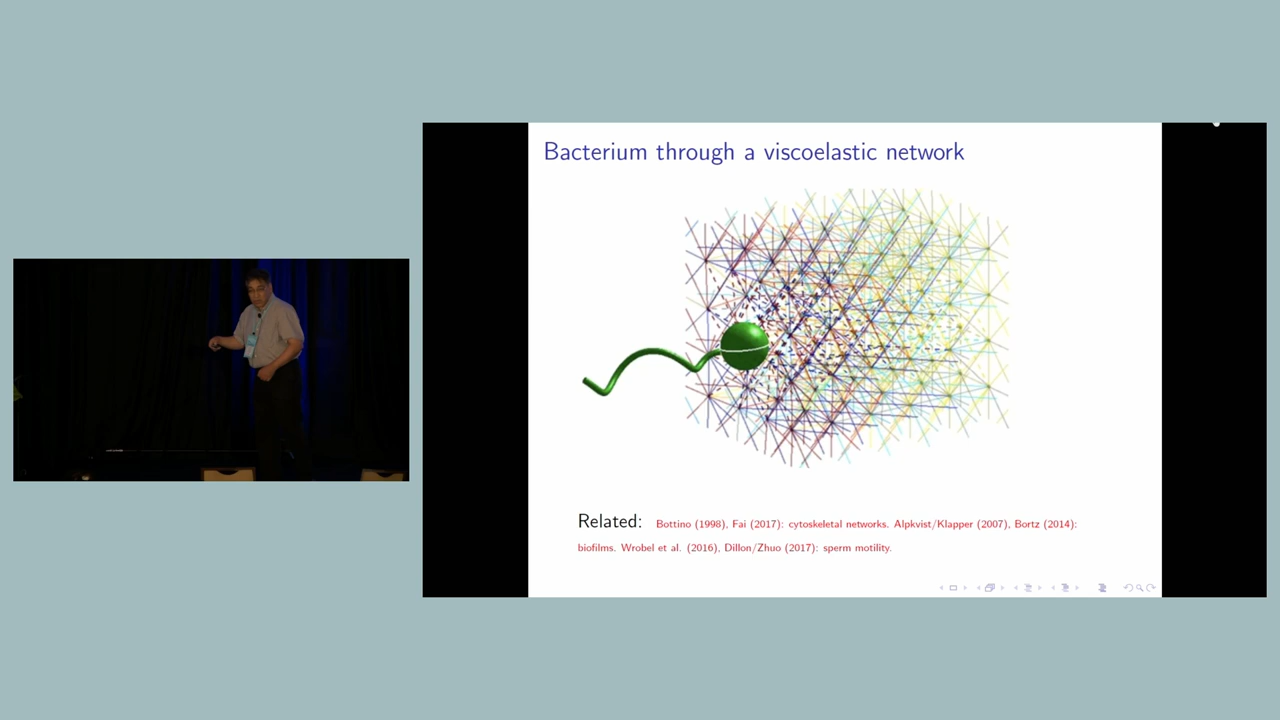 Bacterium through a viscoelastic network
Related: Bottino (1998), Fai (2017): cytoskeletal networks. Alpkvist/Klapper (2007), Bortz (2014):
biofilms. Wrobel et al. (2016), Dillon/Zhuo (2017): sperm motility.